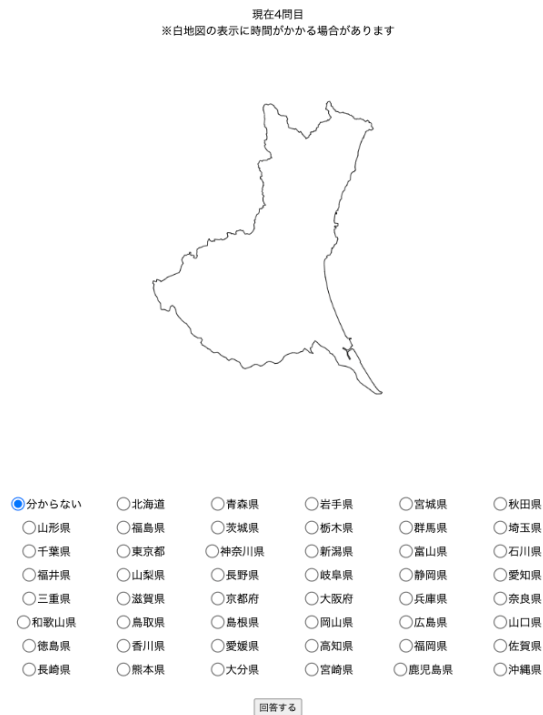 現在4問目
※白地図の表示に時間がかかる場合があります
分からない 北海道 青森県 岩手県 宮城県 秋田県
山形県 福島県 茨城県 栃木県 群馬県 埼玉県
千葉県 東京都 神奈川県 新潟県 富山県 石川県
福井県 山梨県 長野県 岐阜県 静岡県 愛知県
三重県 滋賀県 京都府 大阪府 兵庫県 奈良県
和歌山県 鳥取県 島根県 岡山県 広島県 山口県
徳島県 香川県 愛媛県 高知県 福岡県 佐賀県
長崎県 熊本県 大分県 宮崎県 鹿児島県 沖縄県
回答する